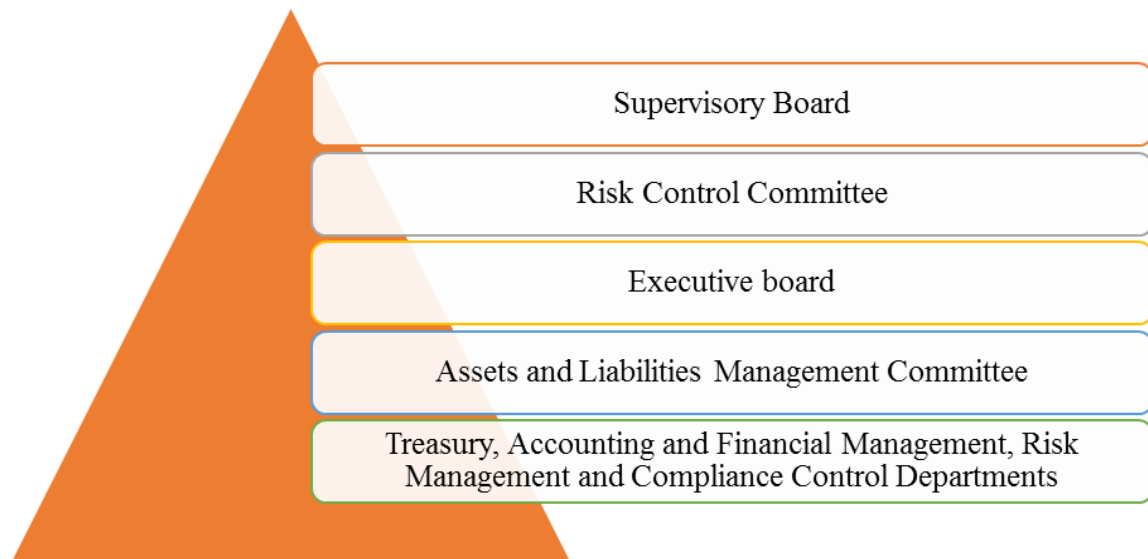 Supervisory Board
Risk Control Committee
Executive board
Assets and Liabilities Management Committee
Treasury, Accounting and Financial Management, Risk
Management and Compliance Control Departments